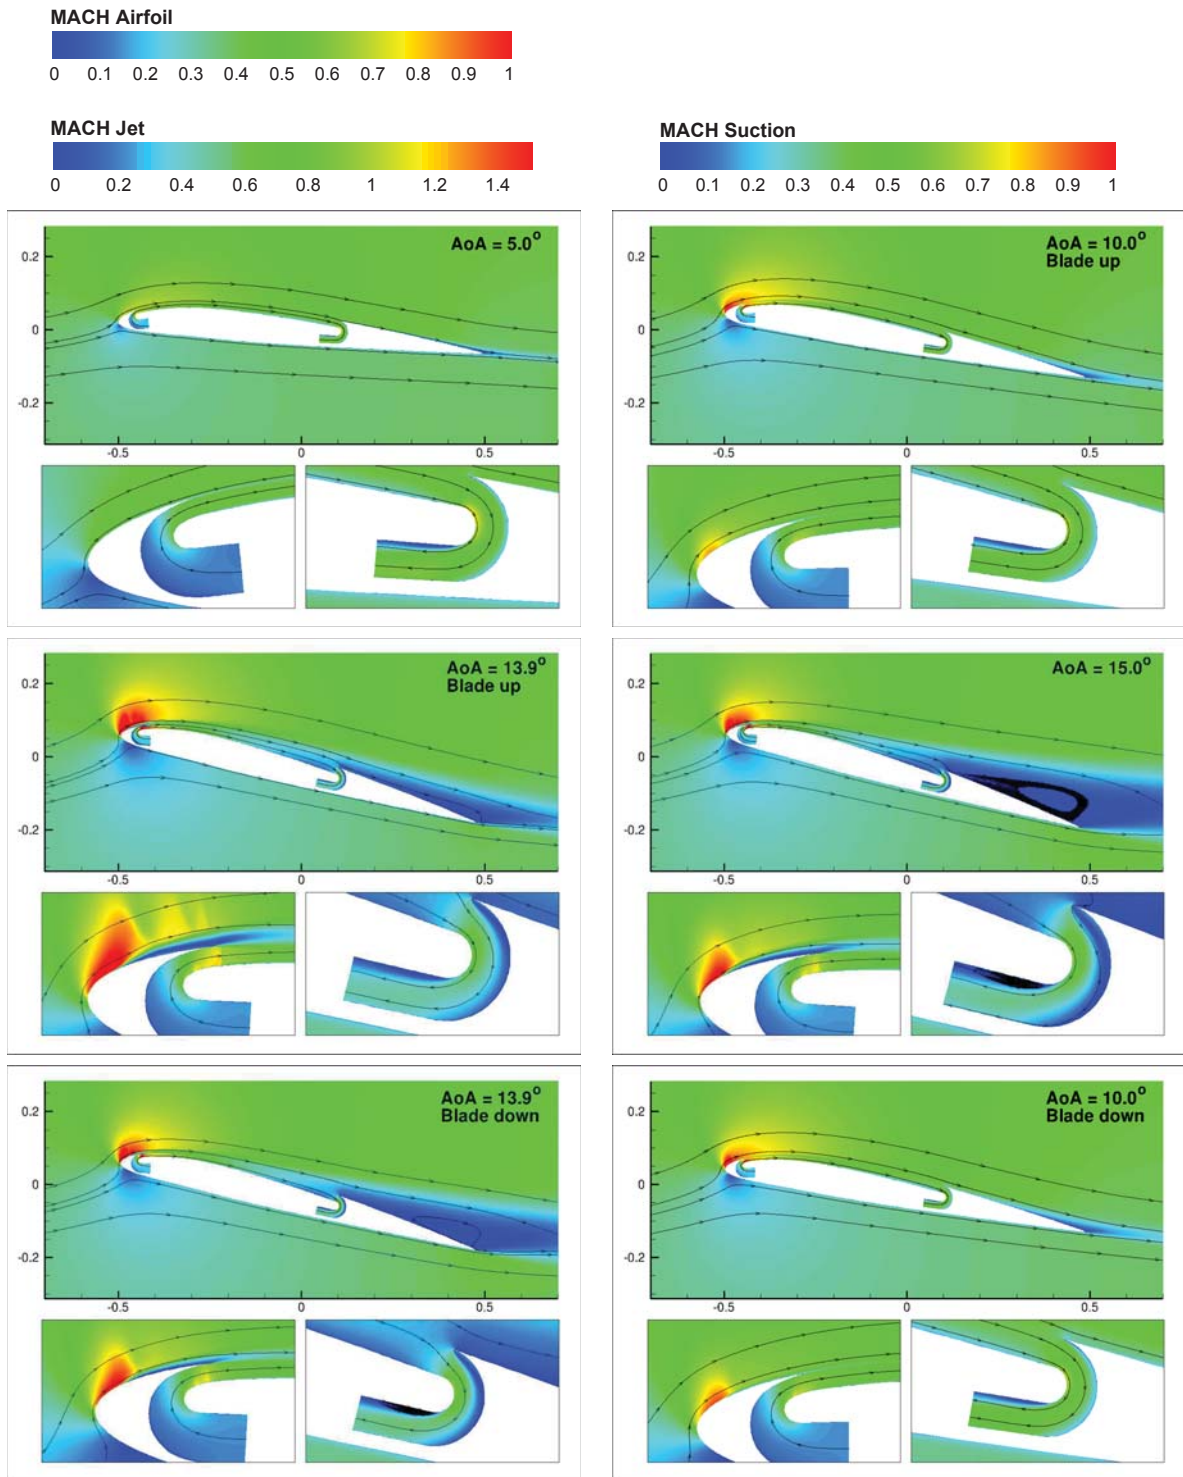 MACH Airfoil
0 0.1 0.2 0.3 0.4 0.5 0.6 0.7 0.8 0.9 1
MACH Jet
0 0.2 0.4 0.6 0.8 1 1.2 1.4
MACH Suction
0 0.1 0.2 0.3 0.4 0.5 0.6 0.7 0.8 0.9 1
AoA = 5.0°
0.2
0
-0.2
-0.5 0 0.5
AoA = 10.0°
Blade up
0.2
0
-0.2
-0.5 0 0.5
AoA = 13.9°
Blade up
0.2
0
-0.2
-0.5 0 0.5
AoA = 15.0°
0.2
0
-0.2
-0.5 0 0.5
AoA = 13.9°
Blade down
0.2
0
-0.2
-0.5 0 0.5
AoA = 10.0°
Blade down
0.2
0
-0.2
-0.5 0 0.5